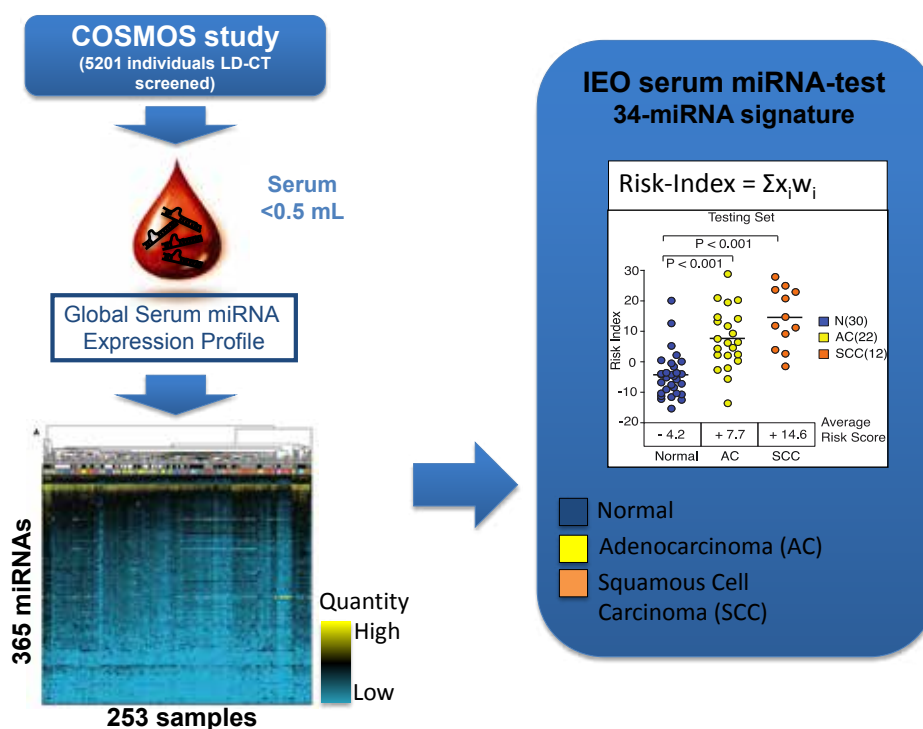 COSMOS study
(5201 individuals LD-CT
screened)
Serum
<0.5 mL
Global Serum miRNA
Expression Profile
365 miRNAs
253 samples
Quantity
High
Low
IEO serum miRNA-test
34-miRNA signature
Risk-Index = Σxᵢwᵢ
Testing Set
P < 0.001
P < 0.001
Risk Index
30
20
10
0
-10
-20
N(30)
AC(22)
SCC(12)
- 4.2
+ 7.7
+ 14.6
Average
Risk Score
Normal
AC
SCC
Normal
Adenocarcinoma (AC)
Squamous Cell
Carcinoma (SCC)